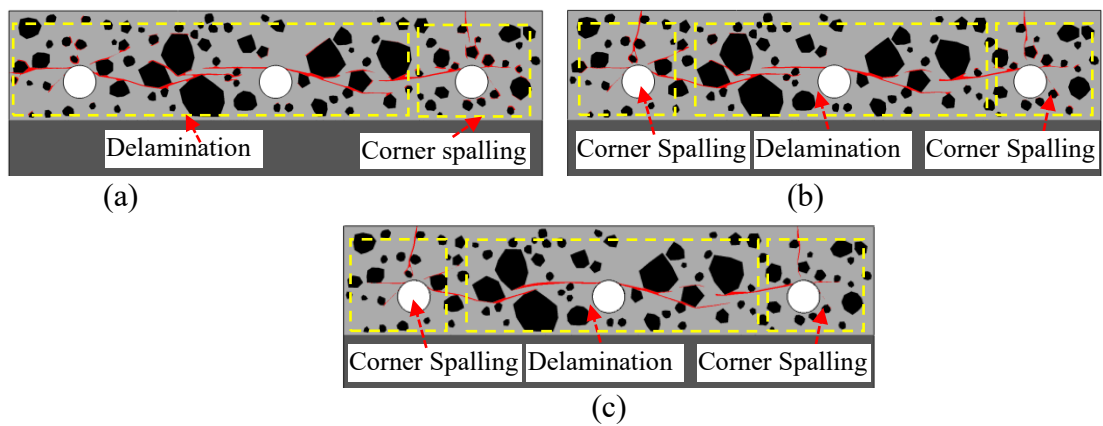 Delamination
Corner spalling
(a)
Corner Spalling
Delamination
Corner Spalling
(b)
Corner Spalling
Delamination
Corner Spalling
(c)